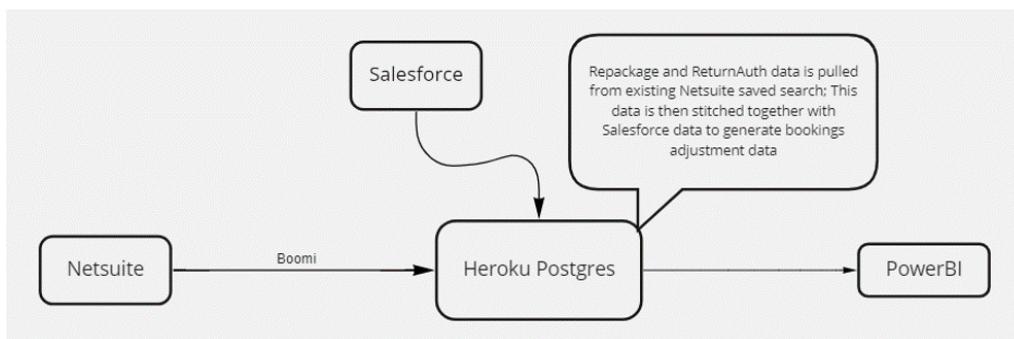 Salesforce
Repackage and ReturnAuth data is pulled
from existing Netsuite saved search; This
data is then stitched together with
Salesforce data to generate bookings
adjustment data
Netsuite
Boomi
Heroku Postgres
PowerBI